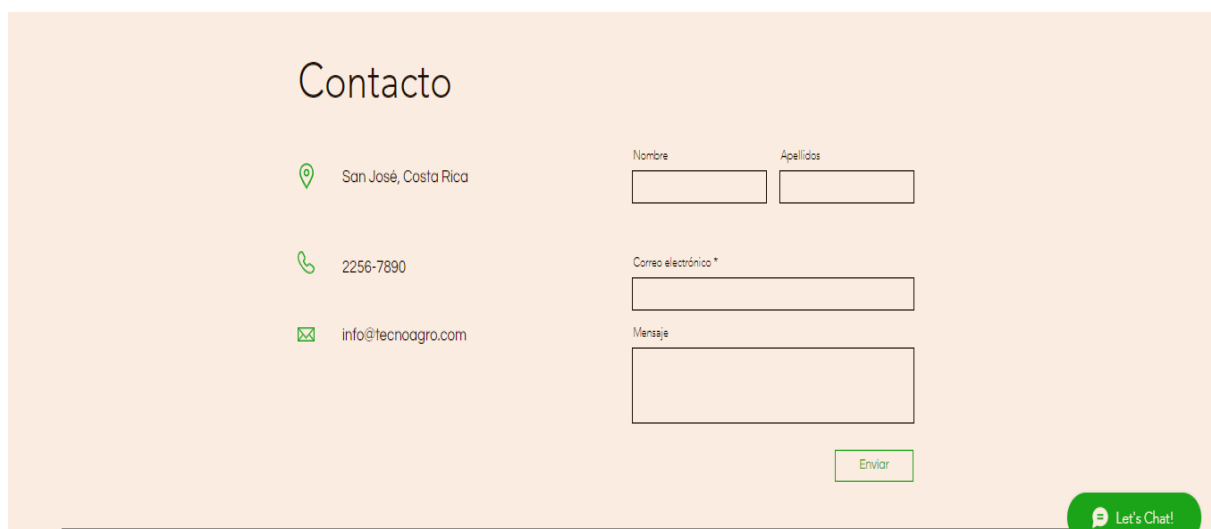 Contacto
San José, Costa Rica
2256-7890
info@tecnoagro.com
Nombre
Apellidos
Correo electrónico *
Mensaje
Enviar
Let's Chat!